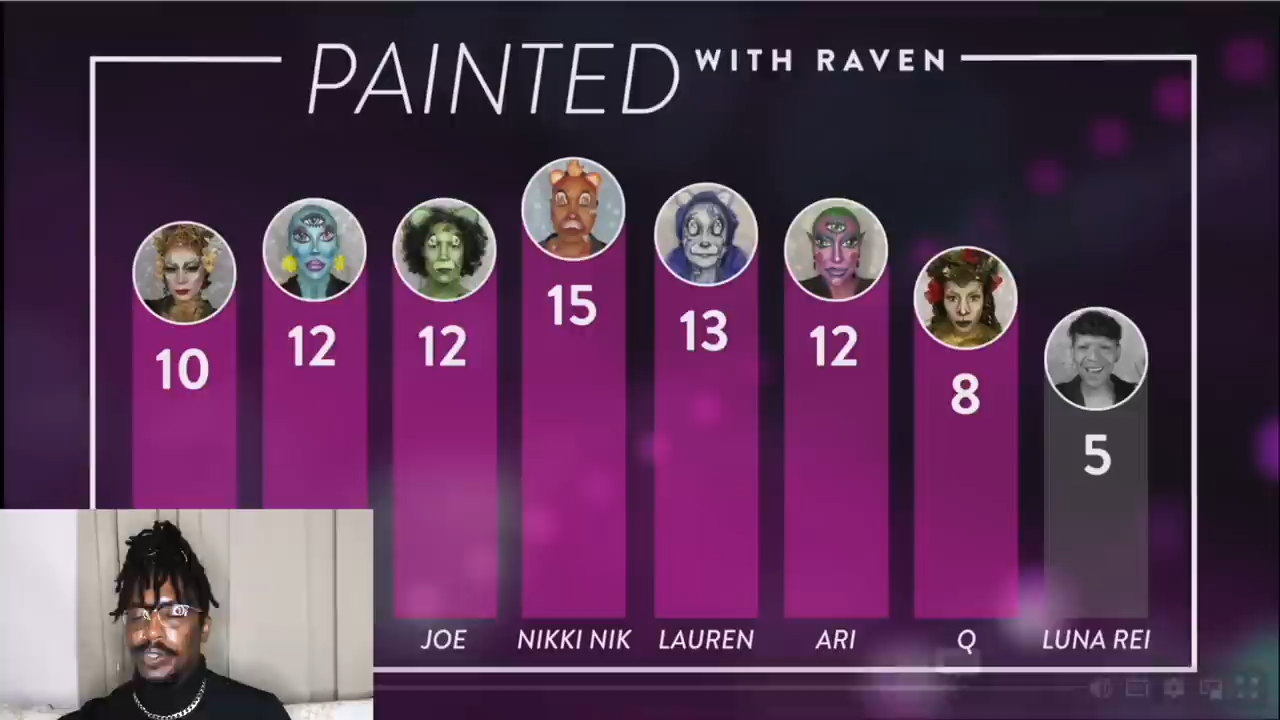 PAINTED WITH RAVEN
10
12
12
15
13
12
8
5
JOE
NIKKI NIK
LAUREN
ARI
Q
LUNA REI